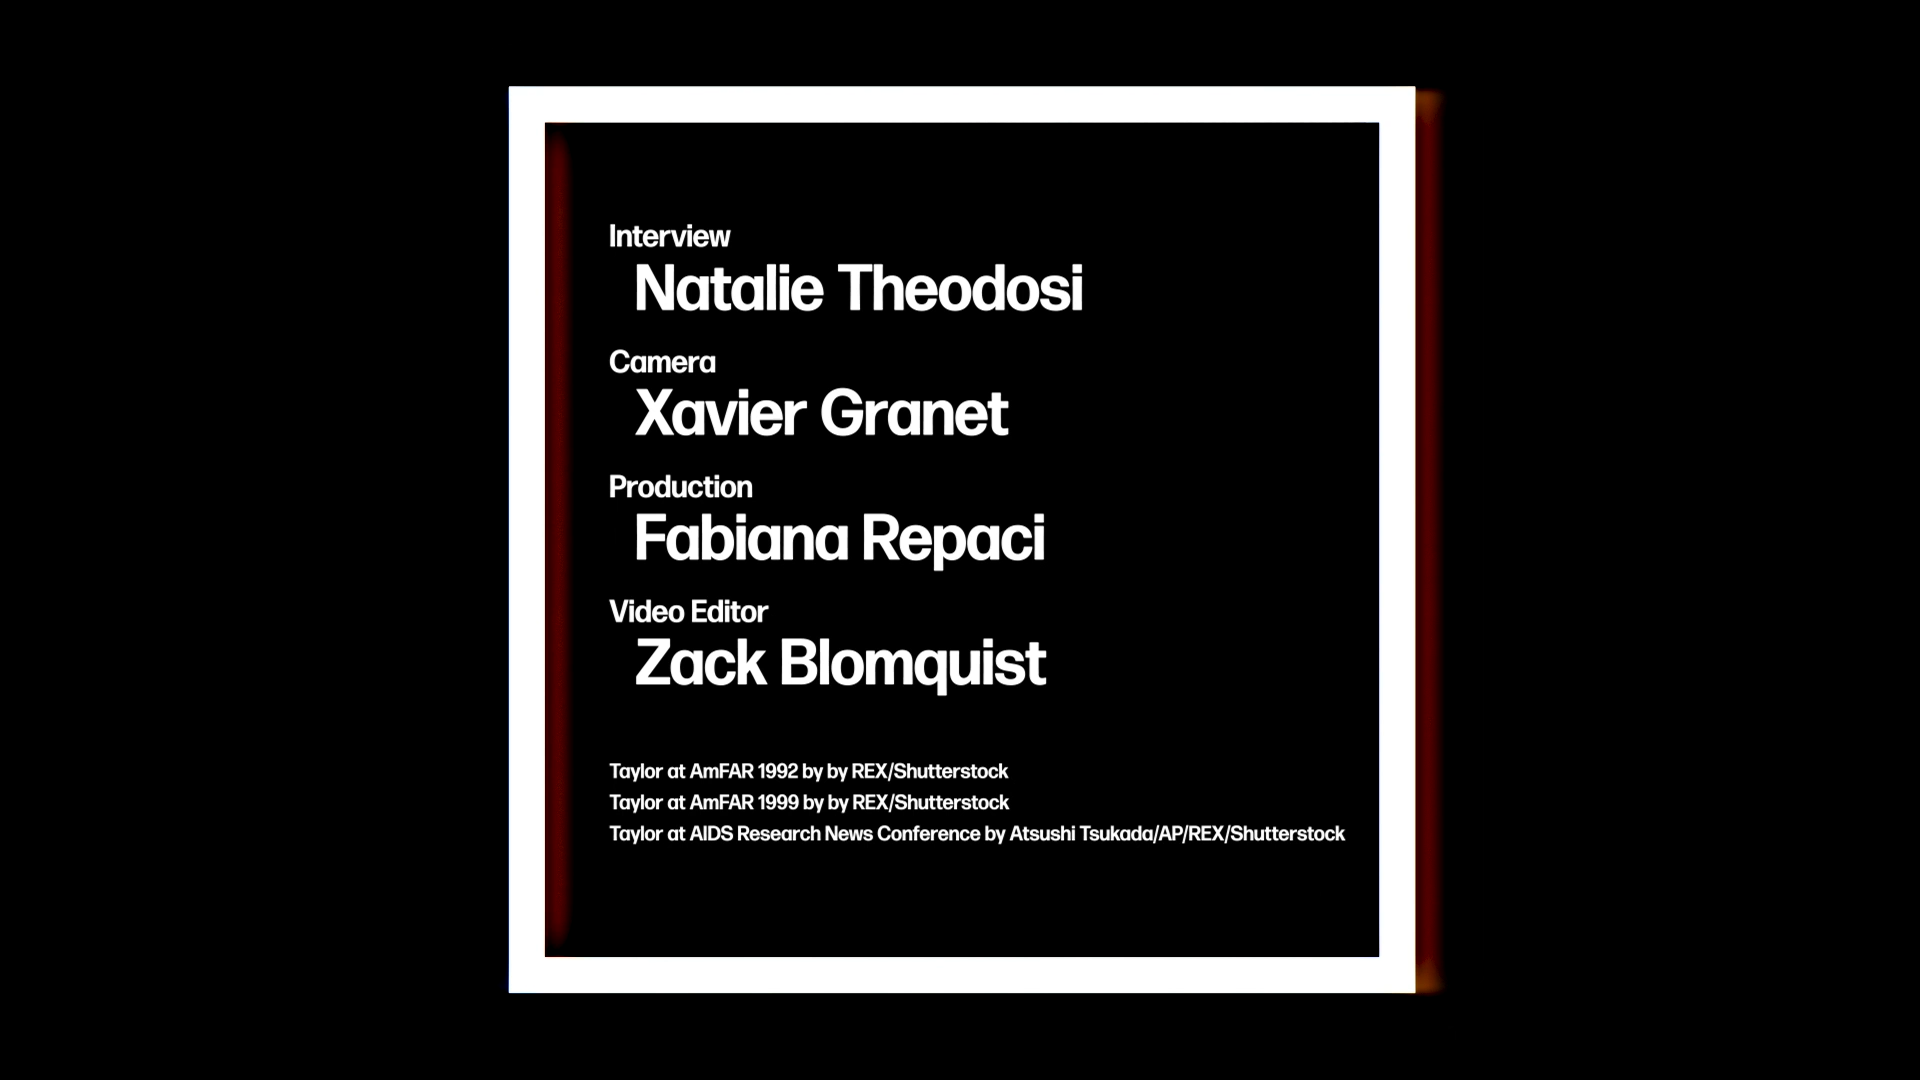 Interview
Natalie Theodosi
Camera
Xavier Granet
Production
Fabiana Repaci
Video Editor
Zack Blomquist
Taylor at AmFAR 1992 by by REX/Shutterstock
Taylor at AmFAR 1999 by by REX/Shutterstock
Taylor at AIDS Research News Conference by Atsushi Tsukada/AP/REX/Shutterstock